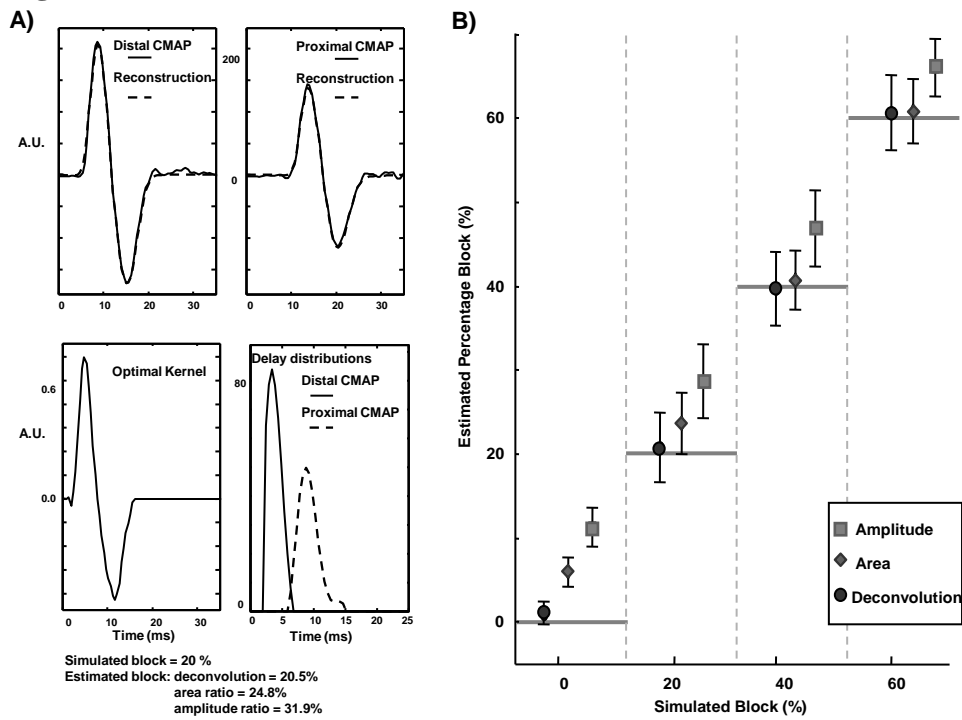 A)
Distal CMAP
Reconstruction
A.U.
0 10 20 30
Proximal CMAP
Reconstruction
200
0
0 10 20 30
Optimal Kernel
0.6
A.U.
0.0
0 10 20 30
Time (ms)
Delay distributions
Distal CMAP
Proximal CMAP
80
0
0 5 10 15 20 25
Time (ms)
Simulated block = 20 %
Estimated block: deconvolution = 20.5%
area ratio = 24.8%
amplitude ratio = 31.9%
B)
Estimated Percentage Block (%)
60
40
20
0
Amplitude
Area
Deconvolution
0 20 40 60
Simulated Block (%)